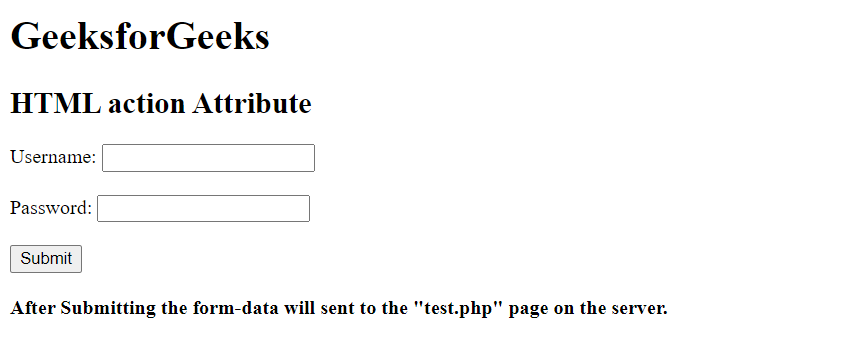 GeeksforGeeks
HTML action Attribute
Username:
Password:
Submit
After Submitting the form-data will sent to the "test.php" page on the server.